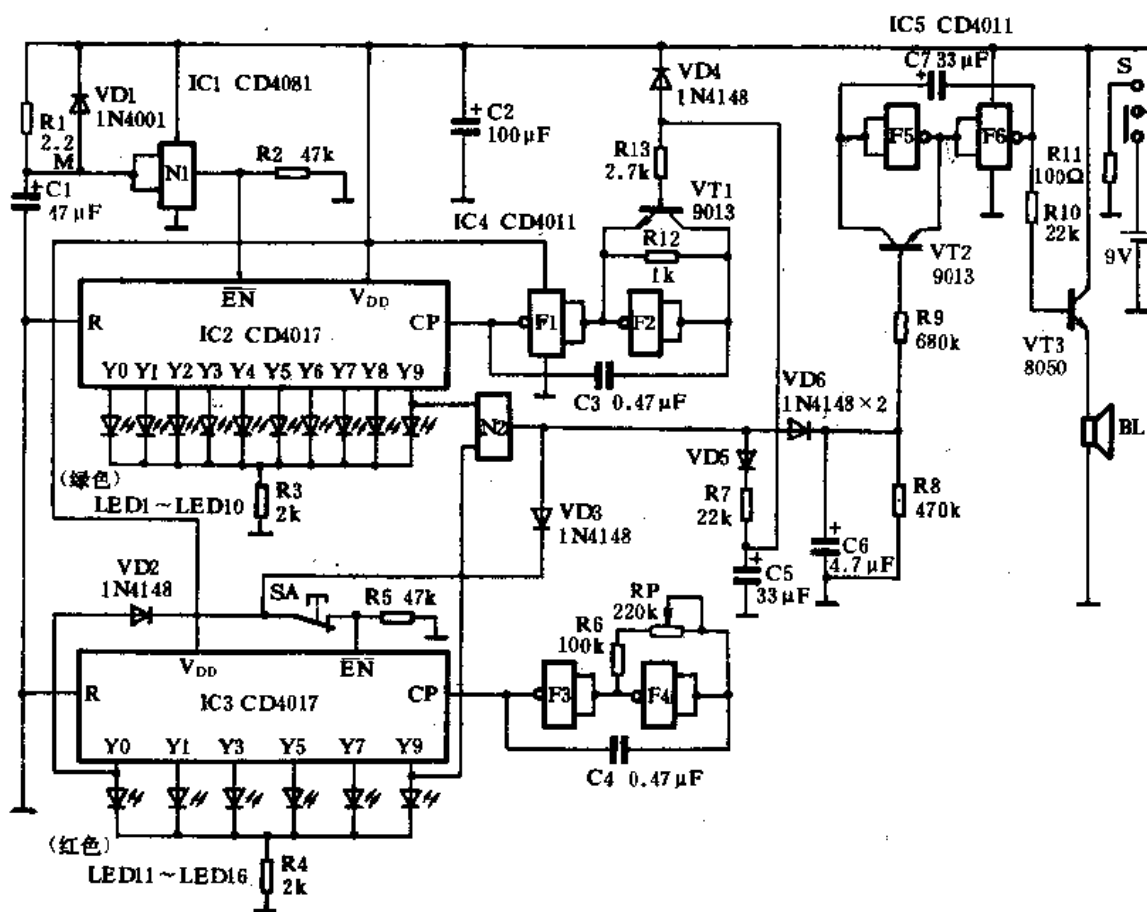 IC5 CD4011
C7 33μF
S
VD4
1N4148
IC1 CD4081
VD1
1N4001
R1
2.2
M
C1
47μF
N1
R2 47k
C2
100μF
R13
2.7k
VT1
9013
IC4 CD4011
R12
1k
F5
F6
R11
100Ω
R10
22k
VT2
9013
9V
EN
VDD
R
IC2 CD4017
CP
F1
F2
R9
680k
VT3
8050
Y0 Y1 Y2 Y3 Y4 Y5 Y6 Y7 Y8 Y9
C3 0.47μF
VD6
1N4148×2
N2
BL
(绿色)
LED1~LED10
R3
2k
VD5
R7
22k
R8
470k
VD3
1N4148
C6
4.7μF
C5
33μF
VD2
1N4148
SA
R5 47k
RP
220k
R6
100k
VDD
EN
R
IC3 CD4017
CP
F3
F4
Y0 Y1 Y3 Y5 Y7 Y9
C4 0.47μF
(红色)
LED11~LED16
R4
2k